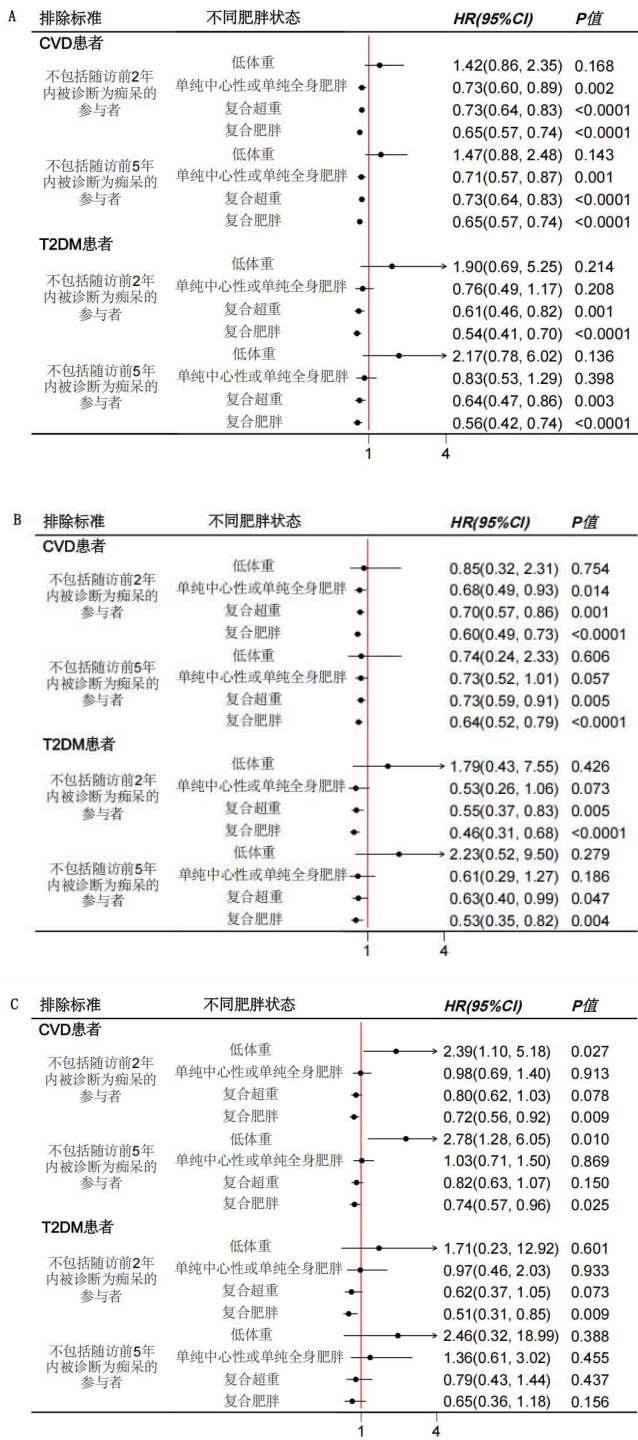 A 排除标准 不同肥胖状态 HR(95%CI) P值
CVD患者
不包括随访前2年
内被诊断为痴呆的
参与者
低体重 1.42(0.86, 2.35) 0.168
单纯中心性或单纯全身肥胖 0.73(0.60, 0.89) 0.002
复合超重 0.73(0.64, 0.83) <0.0001
复合肥胖 0.65(0.57, 0.74) <0.0001
不包括随访前5年
内被诊断为痴呆的
参与者
低体重 1.47(0.88, 2.48) 0.143
单纯中心性或单纯全身肥胖 0.71(0.57, 0.87) 0.001
复合超重 0.73(0.64, 0.83) <0.0001
复合肥胖 0.65(0.57, 0.74) <0.0001
T2DM患者
不包括随访前2年
内被诊断为痴呆的
参与者
低体重 1.90(0.69, 5.25) 0.214
单纯中心性或单纯全身肥胖 0.76(0.49, 1.17) 0.208
复合超重 0.61(0.46, 0.82) 0.001
复合肥胖 0.54(0.41, 0.70) <0.0001
不包括随访前5年
内被诊断为痴呆的
参与者
低体重 2.17(0.78, 6.02) 0.136
单纯中心性或单纯全身肥胖 0.83(0.53, 1.29) 0.398
复合超重 0.64(0.47, 0.86) 0.003
复合肥胖 0.56(0.42, 0.74) <0.0001
1 4
B 排除标准 不同肥胖状态 HR(95%CI) P值
CVD患者
不包括随访前2年
内被诊断为痴呆的
参与者
低体重 0.85(0.32, 2.31) 0.754
单纯中心性或单纯全身肥胖 0.68(0.49, 0.93) 0.014
复合超重 0.70(0.57, 0.86) 0.001
复合肥胖 0.60(0.49, 0.73) <0.0001
不包括随访前5年
内被诊断为痴呆的
参与者
低体重 0.74(0.24, 2.33) 0.606
单纯中心性或单纯全身肥胖 0.73(0.52, 1.01) 0.057
复合超重 0.73(0.59, 0.91) 0.005
复合肥胖 0.64(0.52, 0.79) <0.0001
T2DM患者
不包括随访前2年
内被诊断为痴呆的
参与者
低体重 1.79(0.43, 7.55) 0.426
单纯中心性或单纯全身肥胖 0.53(0.26, 1.06) 0.073
复合超重 0.55(0.37, 0.83) 0.005
复合肥胖 0.46(0.31, 0.68) <0.0001
不包括随访前5年
内被诊断为痴呆的
参与者
低体重 2.23(0.52, 9.50) 0.279
单纯中心性或单纯全身肥胖 0.61(0.29, 1.27) 0.186
复合超重 0.63(0.40, 0.99) 0.047
复合肥胖 0.53(0.35, 0.82) 0.004
1 4
C 排除标准 不同肥胖状态 HR(95%CI) P值
CVD患者
不包括随访前2年
内被诊断为痴呆的
参与者
低体重 2.39(1.10, 5.18) 0.027
单纯中心性或单纯全身肥胖 0.98(0.69, 1.40) 0.913
复合超重 0.80(0.62, 1.03) 0.078
复合肥胖 0.72(0.56, 0.92) 0.009
不包括随访前5年
内被诊断为痴呆的
参与者
低体重 2.78(1.28, 6.05) 0.010
单纯中心性或单纯全身肥胖 1.03(0.71, 1.50) 0.869
复合超重 0.82(0.63, 1.07) 0.150
复合肥胖 0.74(0.57, 0.96) 0.025
T2DM患者
不包括随访前2年
内被诊断为痴呆的
参与者
低体重 1.71(0.23, 12.92) 0.601
单纯中心性或单纯全身肥胖 0.97(0.46, 2.03) 0.933
复合超重 0.62(0.37, 1.05) 0.073
复合肥胖 0.51(0.31, 0.85) 0.009
不包括随访前5年
内被诊断为痴呆的
参与者
低体重 2.46(0.32, 18.99) 0.388
单纯中心性或单纯全身肥胖 1.36(0.61, 3.02) 0.455
复合超重 0.79(0.43, 1.44) 0.437
复合肥胖 0.65(0.36, 1.18) 0.156
1 4